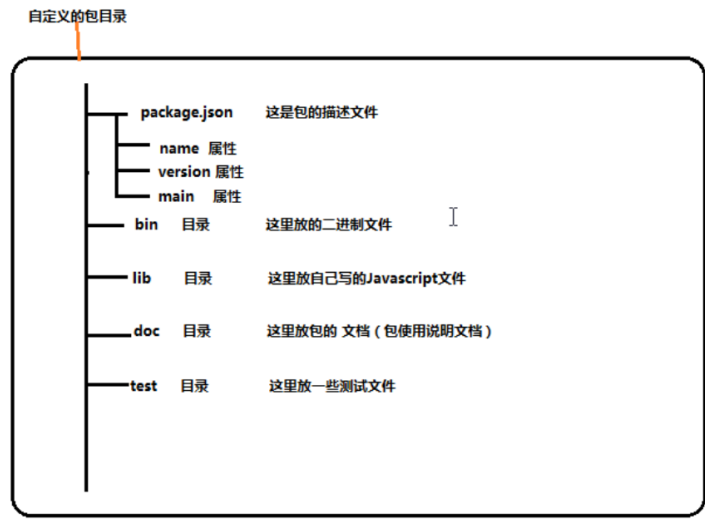 自定义的包目录
package.json 这是包的描述文件
name 属性
version 属性
main 属性
bin 目录 这里放的二进制文件
lib 目录 这里放自己写的Javascript文件
doc 目录 这里放包的 文档（包使用说明文档）
test 目录 这里放一些测试文件